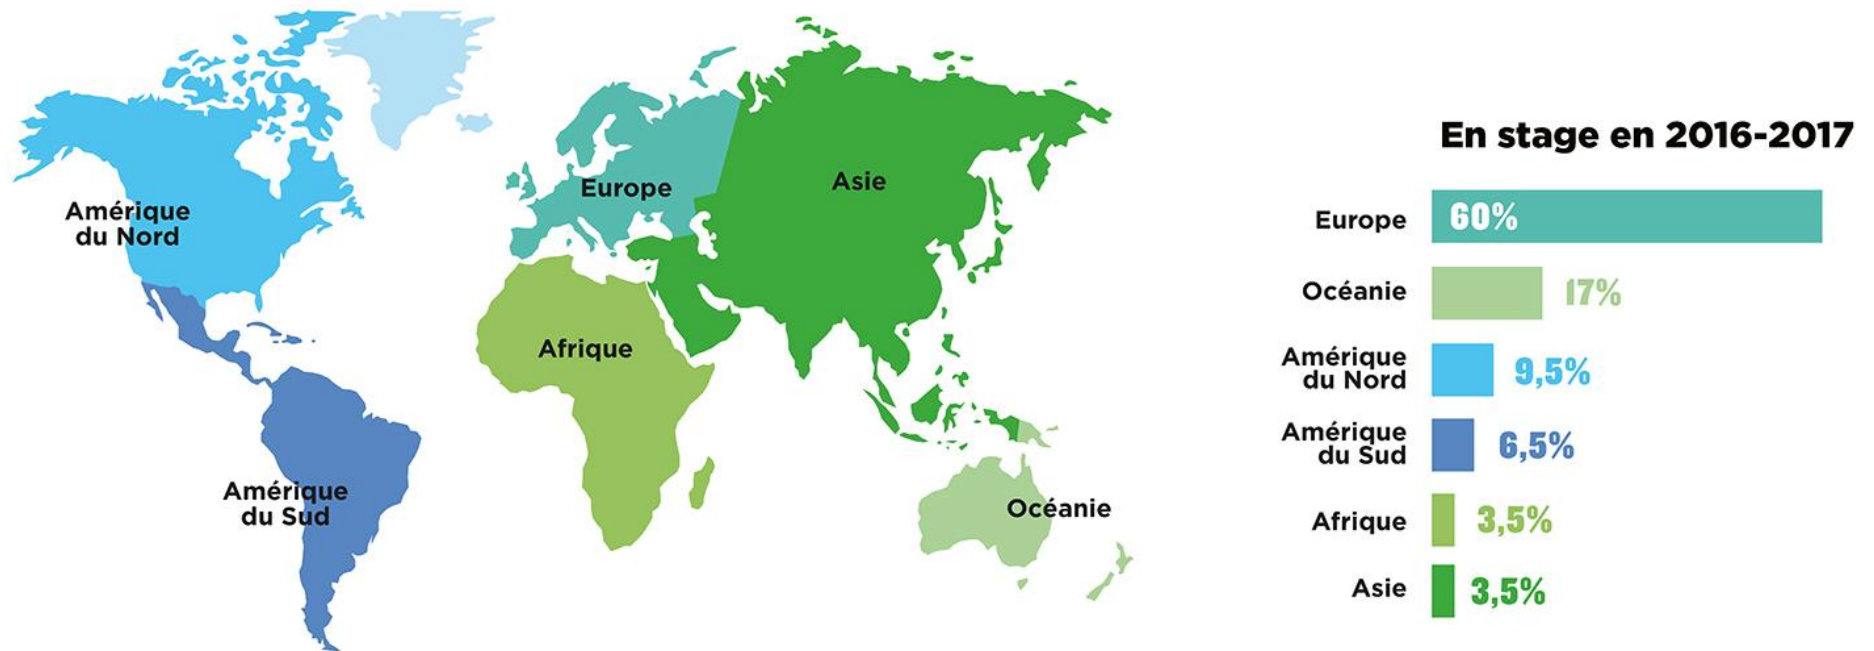 Amérique
du Nord
Europe
Asie
Afrique
Amérique
du Sud
Océanie
En stage en 2016-2017
Europe 60%
Océanie 17%
Amérique
du Nord 9,5%
Amérique
du Sud 6,5%
Afrique 3,5%
Asie 3,5%